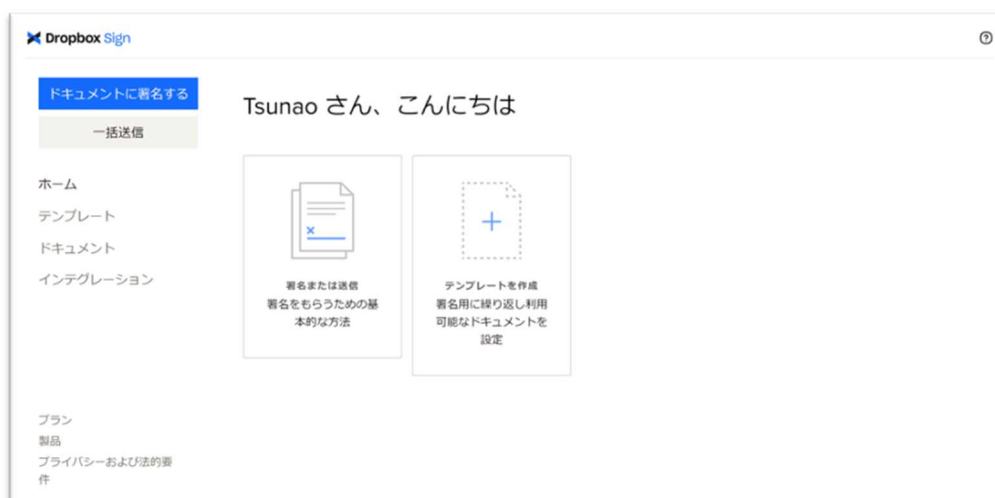 Dropbox Sign
ドキュメントに署名する
一括送信
ホーム
テンプレート
ドキュメント
インテグレーション
プラン
製品
プライバシーおよび法的要
件
Tsunao さん、こんにちは
署名または送信
署名をもらうための基
本的な方法
テンプレートを作成
署名用に繰り返し利用
可能なドキュメントを
設定